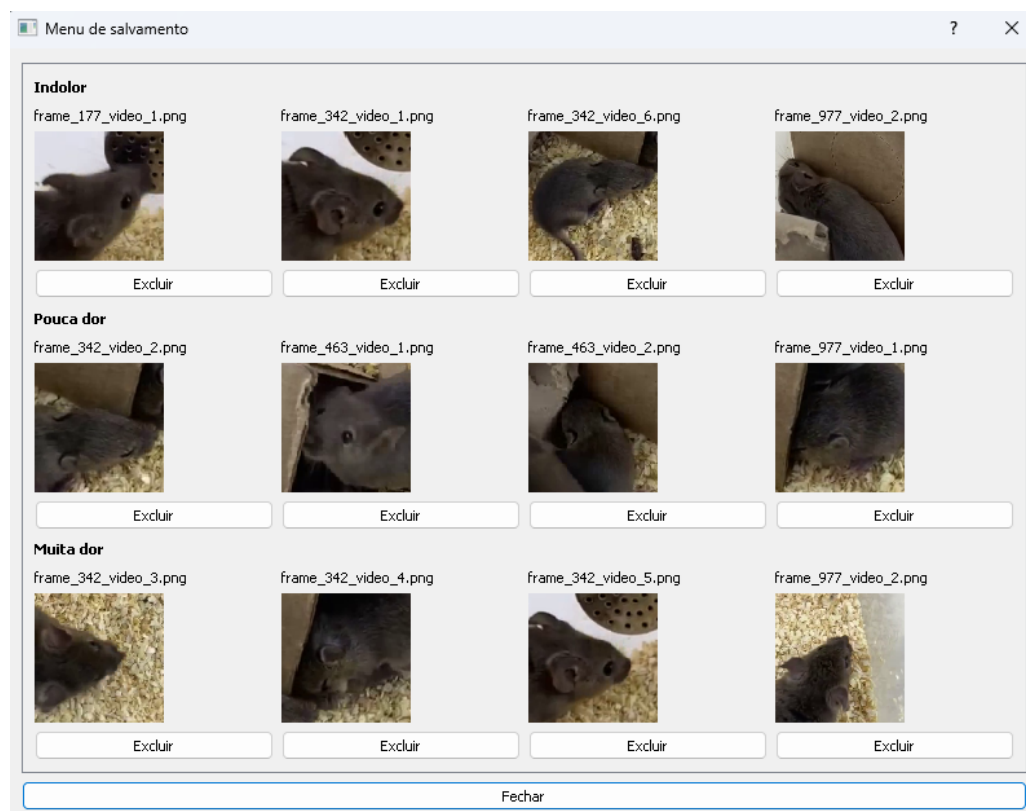 Menu de salvamento
?
Indolor
frame_177_video_1.png frame_342_video_1.png frame_342_video_6.png frame_977_video_2.png
Excluir Excluir Excluir Excluir
Pouca dor
frame_342_video_2.png frame_463_video_1.png frame_463_video_2.png frame_977_video_1.png
Excluir Excluir Excluir Excluir
Muita dor
frame_342_video_3.png frame_342_video_4.png frame_342_video_5.png frame_977_video_2.png
Excluir Excluir Excluir Excluir
Fechar